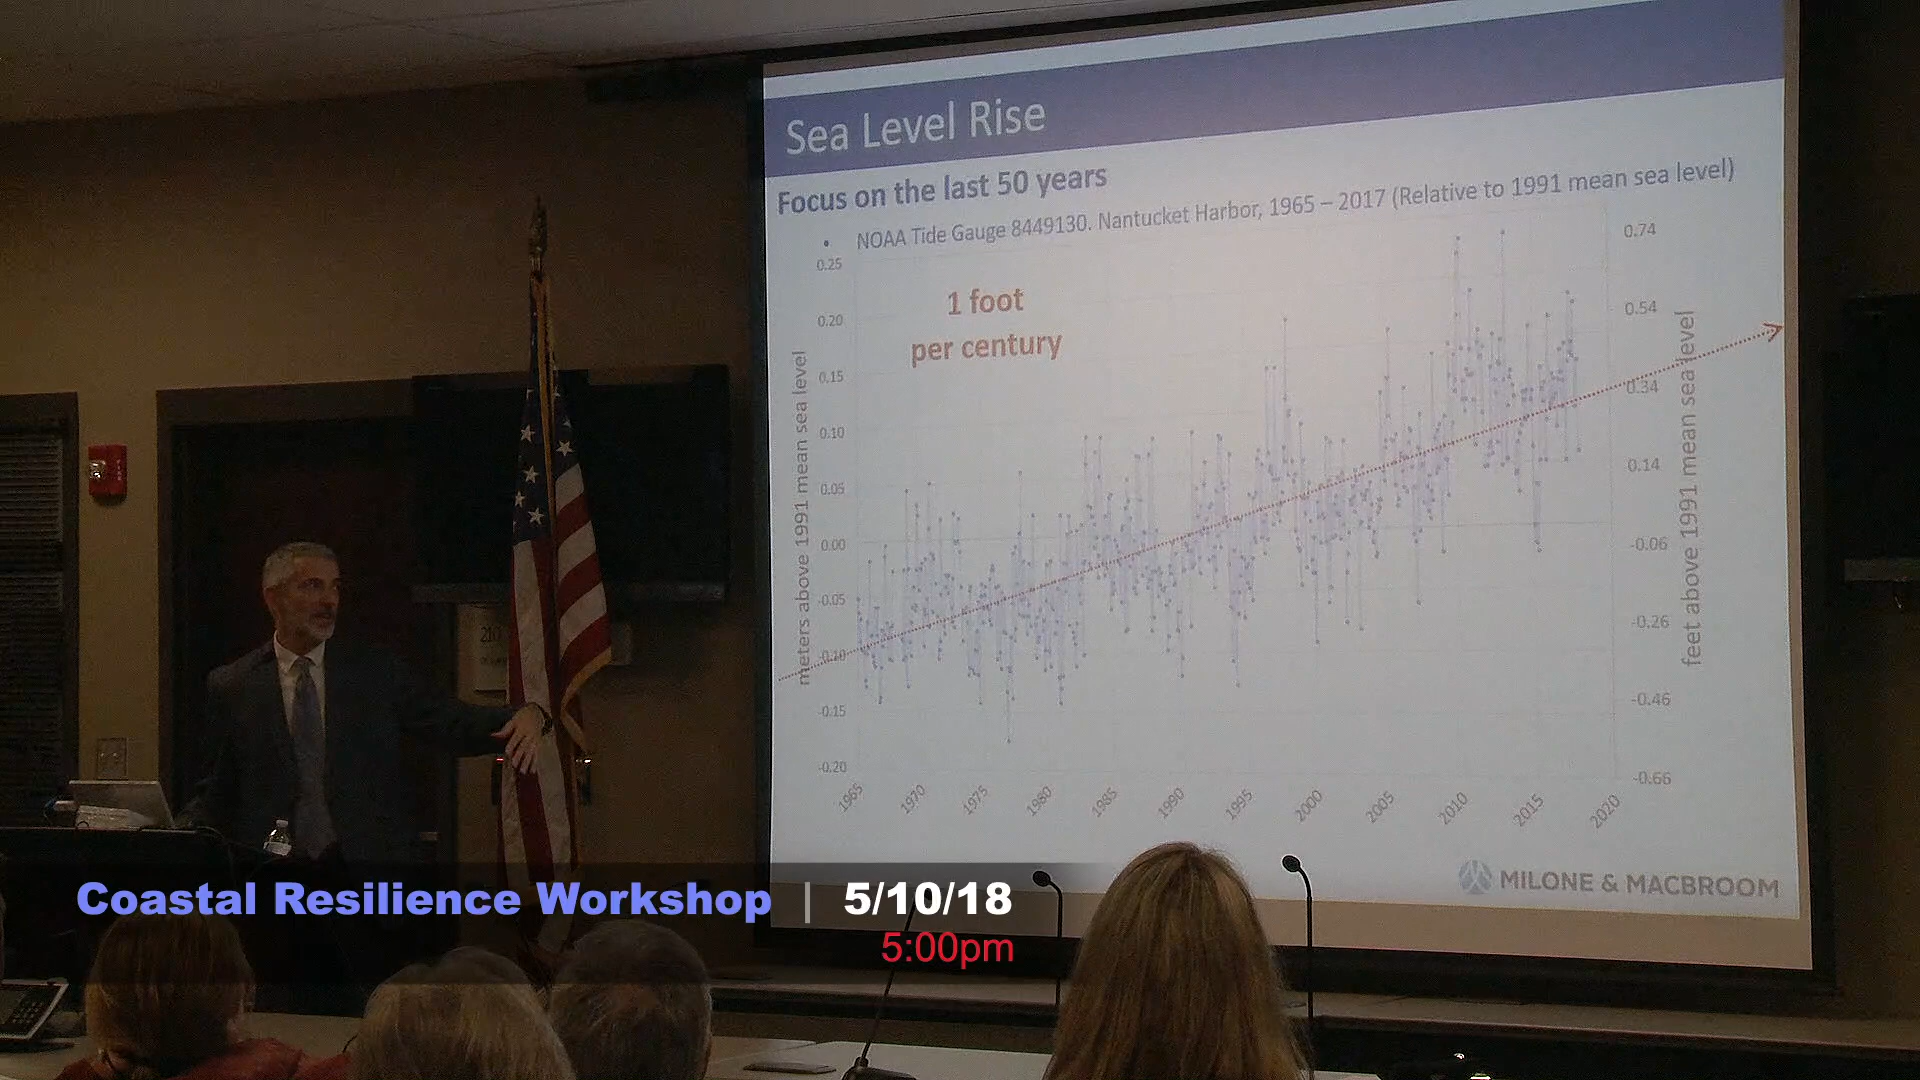 Sea Level Rise
Focus on the last 50 years
• NOAA Tide Gauge 8449130. Nantucket Harbor, 1965 – 2017 (Relative to 1991 mean sea level)
1 foot
per century
meters above 1991 mean sea level
0.25
0.20
0.15
0.10
0.05
0.00
-0.05
-0.10
-0.15
-0.20
0.74
0.54
0.34
0.14
-0.06
-0.26
-0.46
-0.66
feet above 1991 mean sea level
1965 1970 1975 1980 1985 1990 1995 2000 2005 2010 2015 2020
MILONE & MACBROOM
210
Coastal Resilience Workshop | 5/10/18
5:00pm